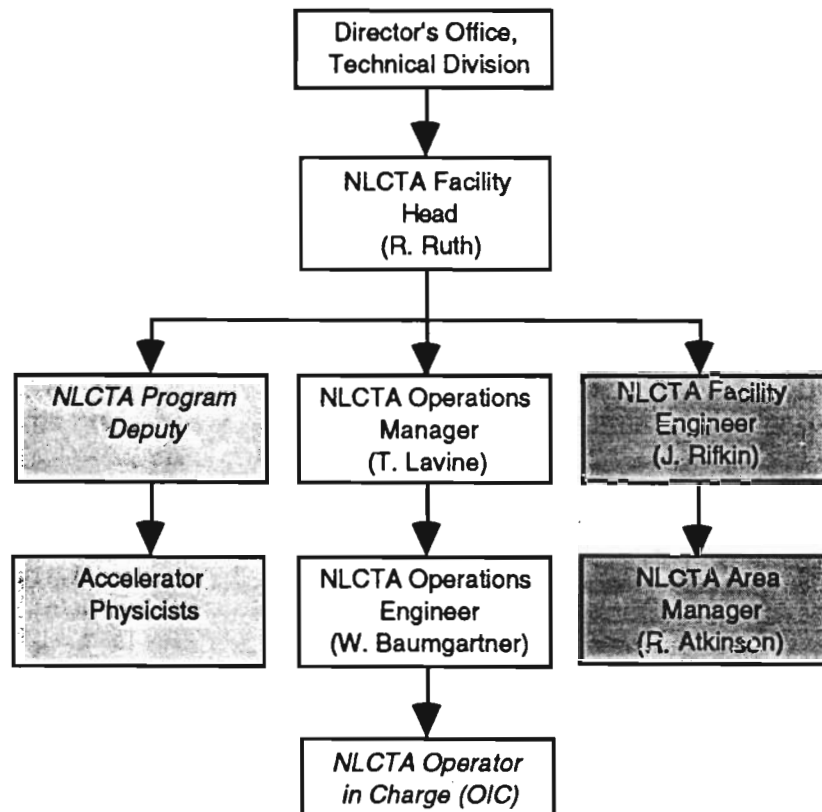 Director's Office,
Technical Division
NLCTA Facility
Head
(R. Ruth)
NLCTA Program
Deputy
NLCTA Operations
Manager
(T. Lavine)
NLCTA Facility
Engineer
(J. Rifkin)
Accelerator
Physicists
NLCTA Operations
Engineer
(W. Baumgartner)
NLCTA Area
Manager
(R. Atkinson)
NLCTA Operator
in Charge (OIC)